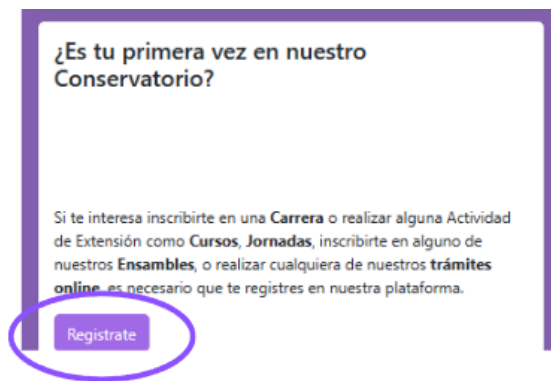 ¿Es tu primera vez en nuestro
Conservatorio?
Si te interesa inscribirte en una Carrera o realizar alguna Actividad
de Extensión como Cursos, Jornadas, inscribirte en alguno de
nuestros Ensambles, o realizar cualquiera de nuestros trámites
online, es necesario que te registres en nuestra plataforma.
Registrate